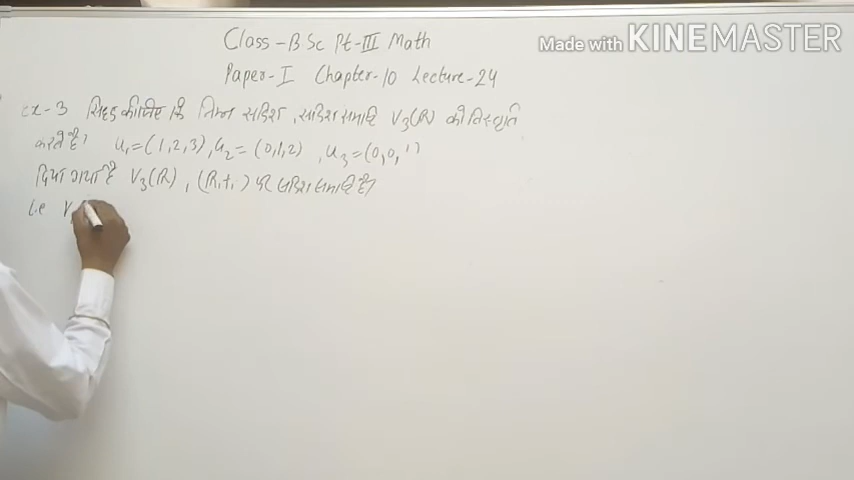 Class - B Sc Pt-III Math
Made with KINEMASTER
Paper-I Chapter-10 Lecture-24
Ex-3 सिद्ध कीजिए कि निम्न सदिश, सदिश समष्टि V₃(R) की विस्तृति
करते हैं? u₁=(1,2,3), u₂=(0,1,2), u₃=(0,0,1)
दिया गया है V₃(R), (R,+,·) पर सदिश समष्टि है।
i.e V